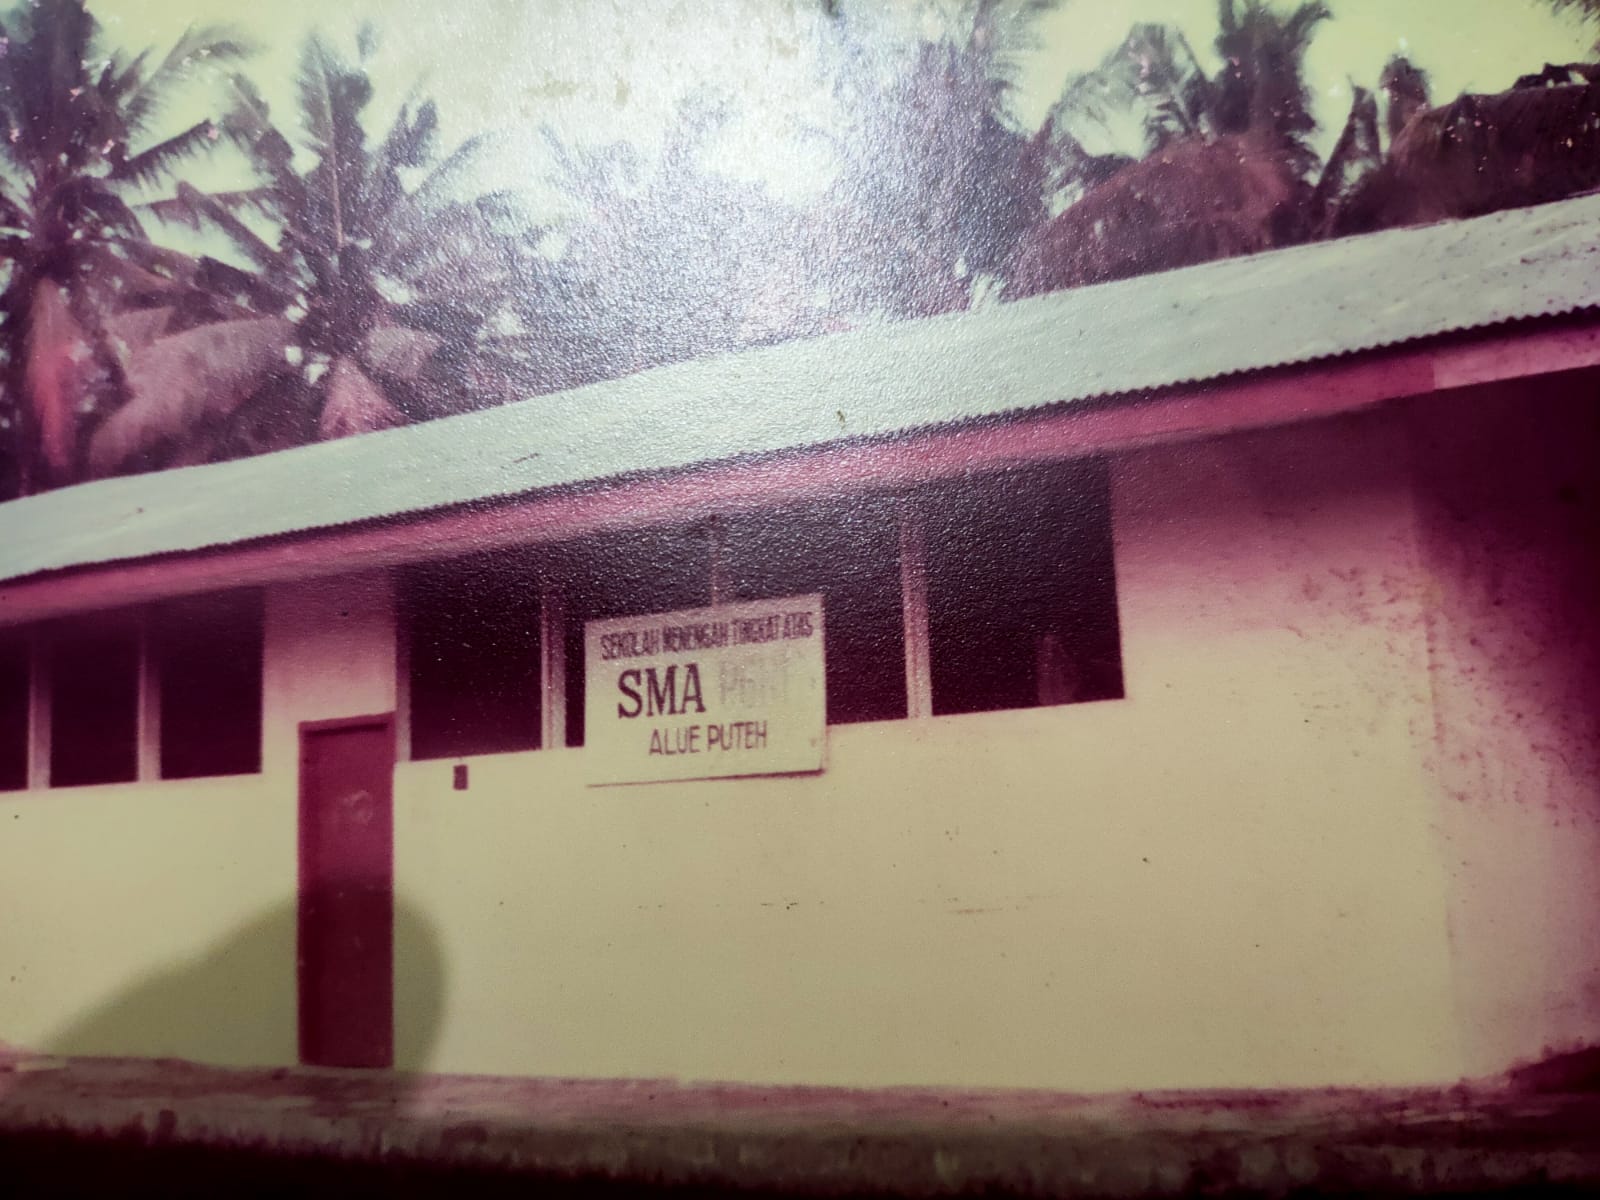 SEKOLAH MENENGAH TINGKAT ATAS
SMA
ALUE PUTEH